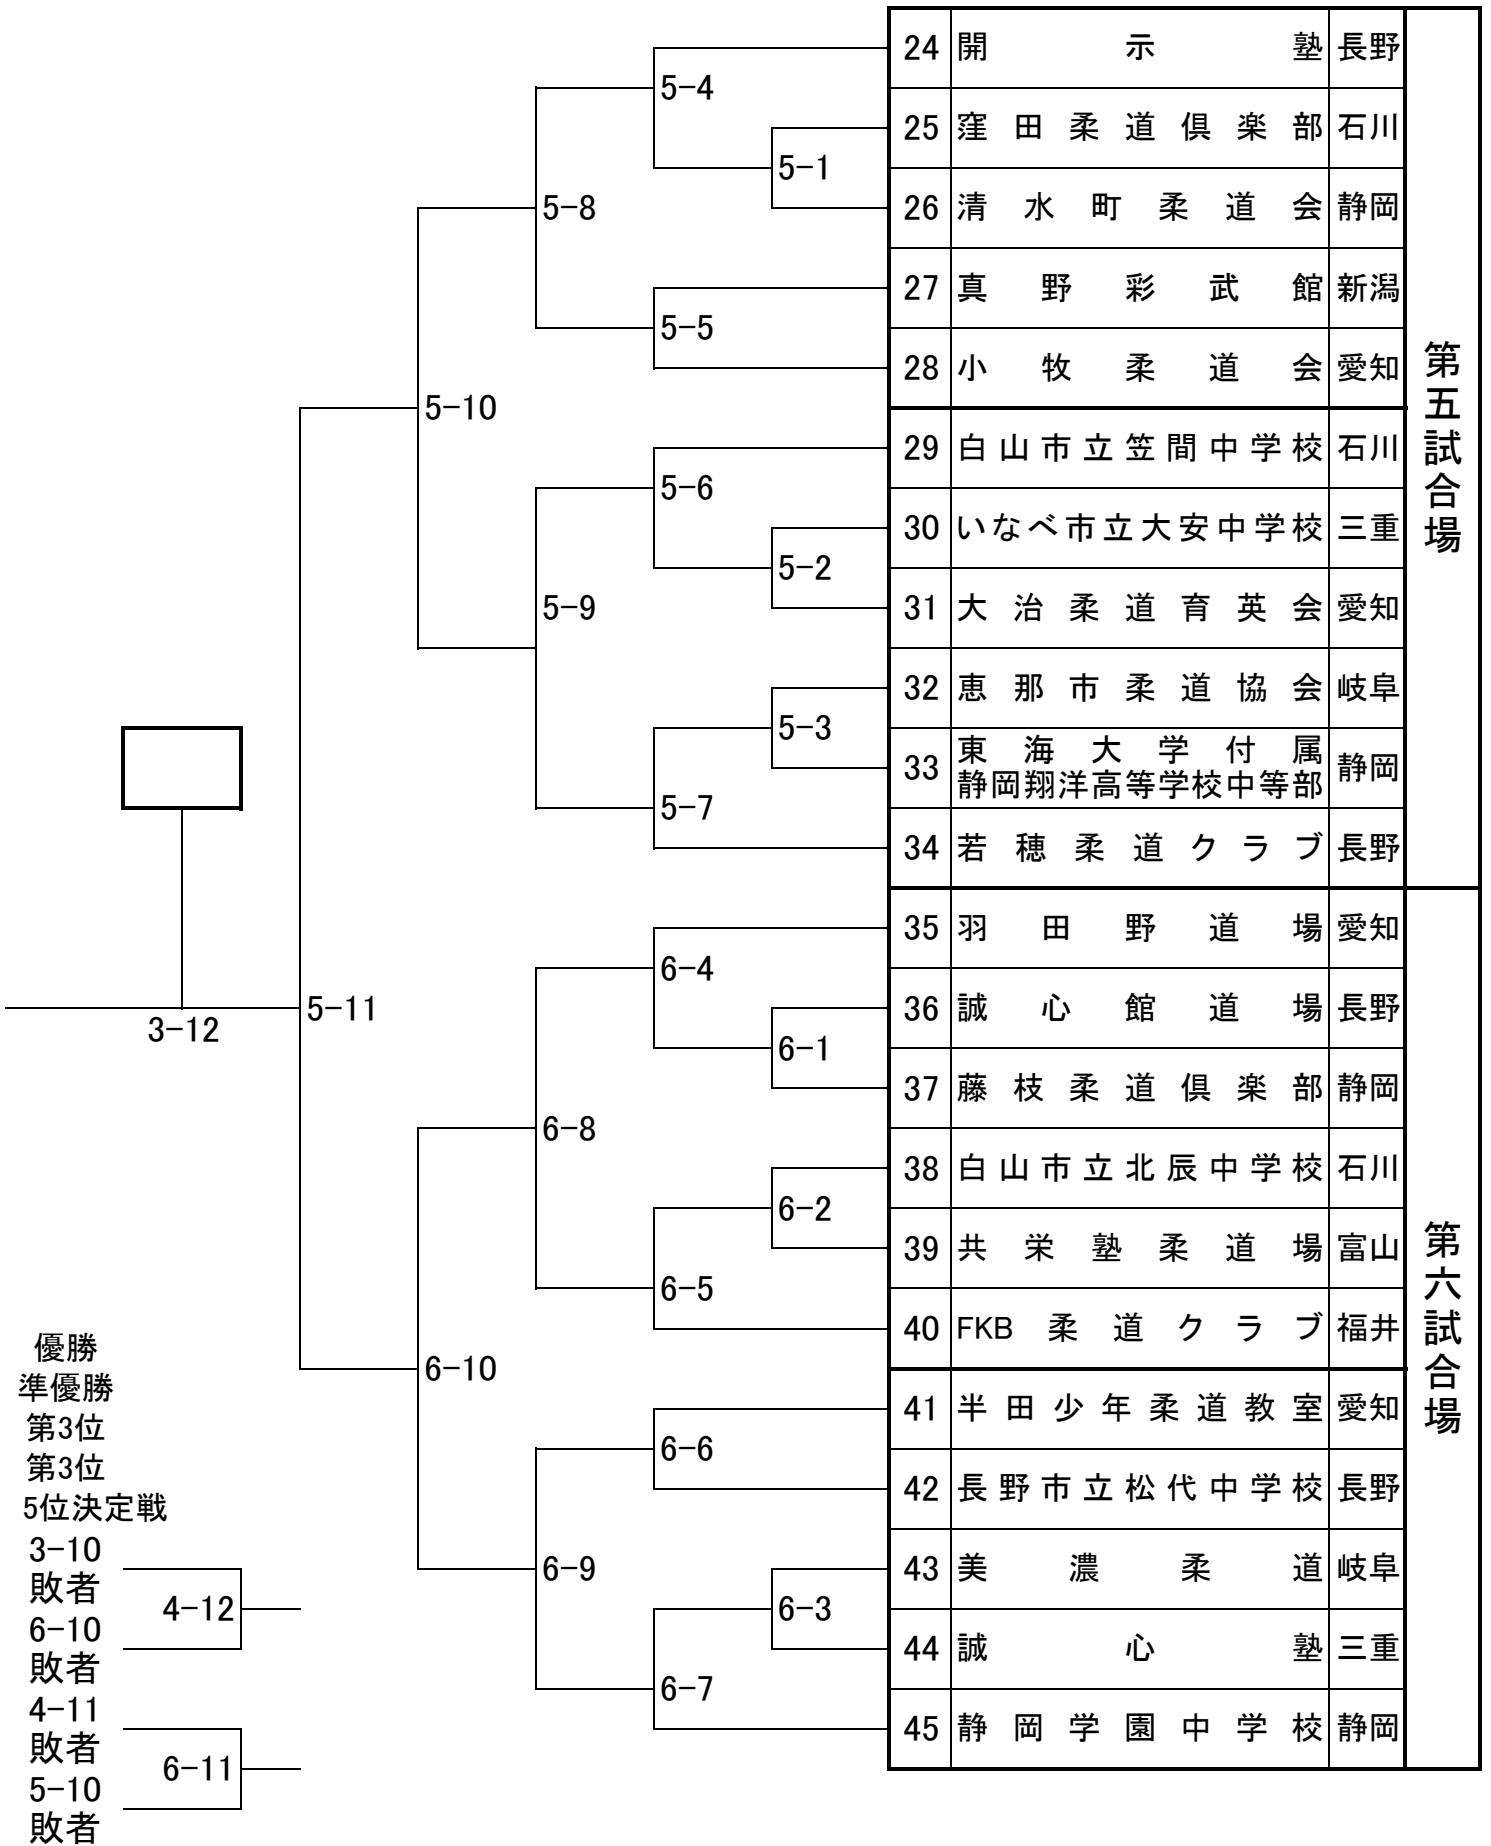 24 開示塾 長野
5-4
25 窪田柔道倶楽部 石川
5-1
26 清水町柔道会 静岡
5-8
27 真野彩武館 新潟
5-5
28 小牧柔道会 愛知
第五試合場
5-10
29 白山市立笠間中学校 石川
5-6
30 いなべ市立大安中学校 三重
5-2
31 大治柔道育英会 愛知
5-9
32 恵那市柔道協会 岐阜
5-3
33 東海大学付属
静岡翔洋高等学校中等部 静岡
5-7
34 若穂柔道クラブ 長野
35 羽田野道場 愛知
6-4
36 誠心館道場 長野
5-11
3-12
6-1
37 藤枝柔道倶楽部 静岡
6-8
38 白山市立北辰中学校 石川
6-2
39 共栄塾柔道場 富山
6-5
40 FKB柔道クラブ 福井
第六試合場
6-10
41 半田少年柔道教室 愛知
6-6
42 長野市立松代中学校 長野
43 美濃柔道 岐阜
6-9
6-3
44 誠心塾 三重
6-7
45 静岡学園中学校 静岡
優勝
準優勝
第3位
第3位
5位決定戦
3-10
敗者
4-12
6-10
敗者
4-11
敗者
6-11
5-10
敗者